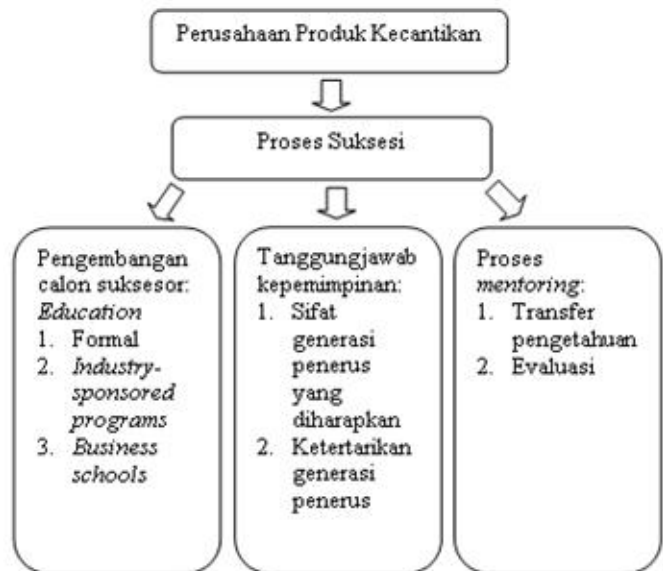 Perusahaan Produk Kecantikan
Proses Suksesi
Pengembangan
calon suksesor:
Education
1. Formal
2. Industry-
sponsored
programs
3. Business
schools
Tanggungjawab
kepemimpinan:
1. Sifat
generasi
penerus
yang
diharapkan
2. Ketertarikan
generasi
penerus
Proses
mentoring:
1. Transfer
pengetahuan
2. Evaluasi